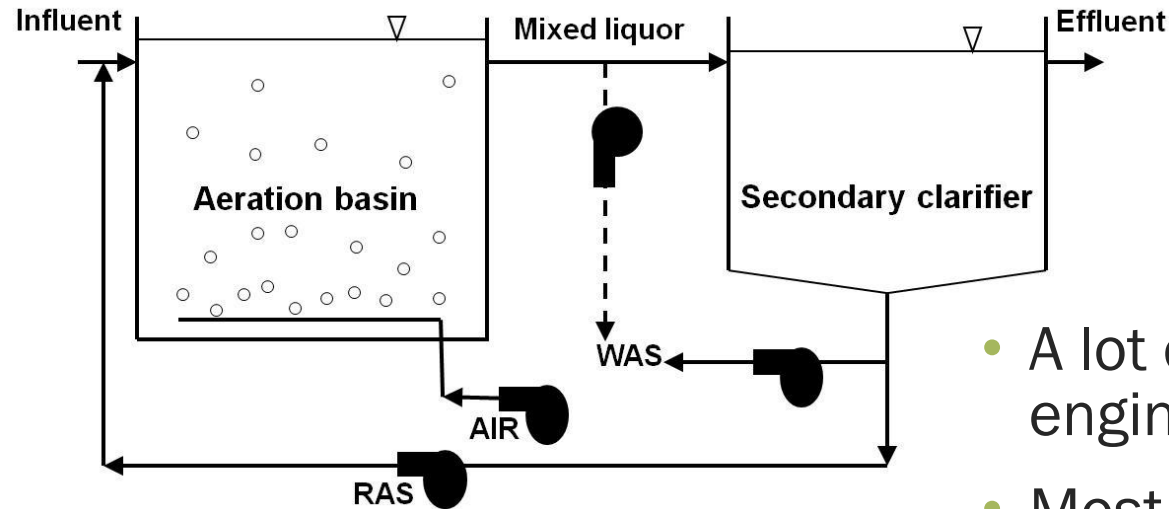 Influent
Mixed liquor
Effluent
Aeration basin
Secondary clarifier
WAS
AIR
RAS
• A lot
engin
• Most